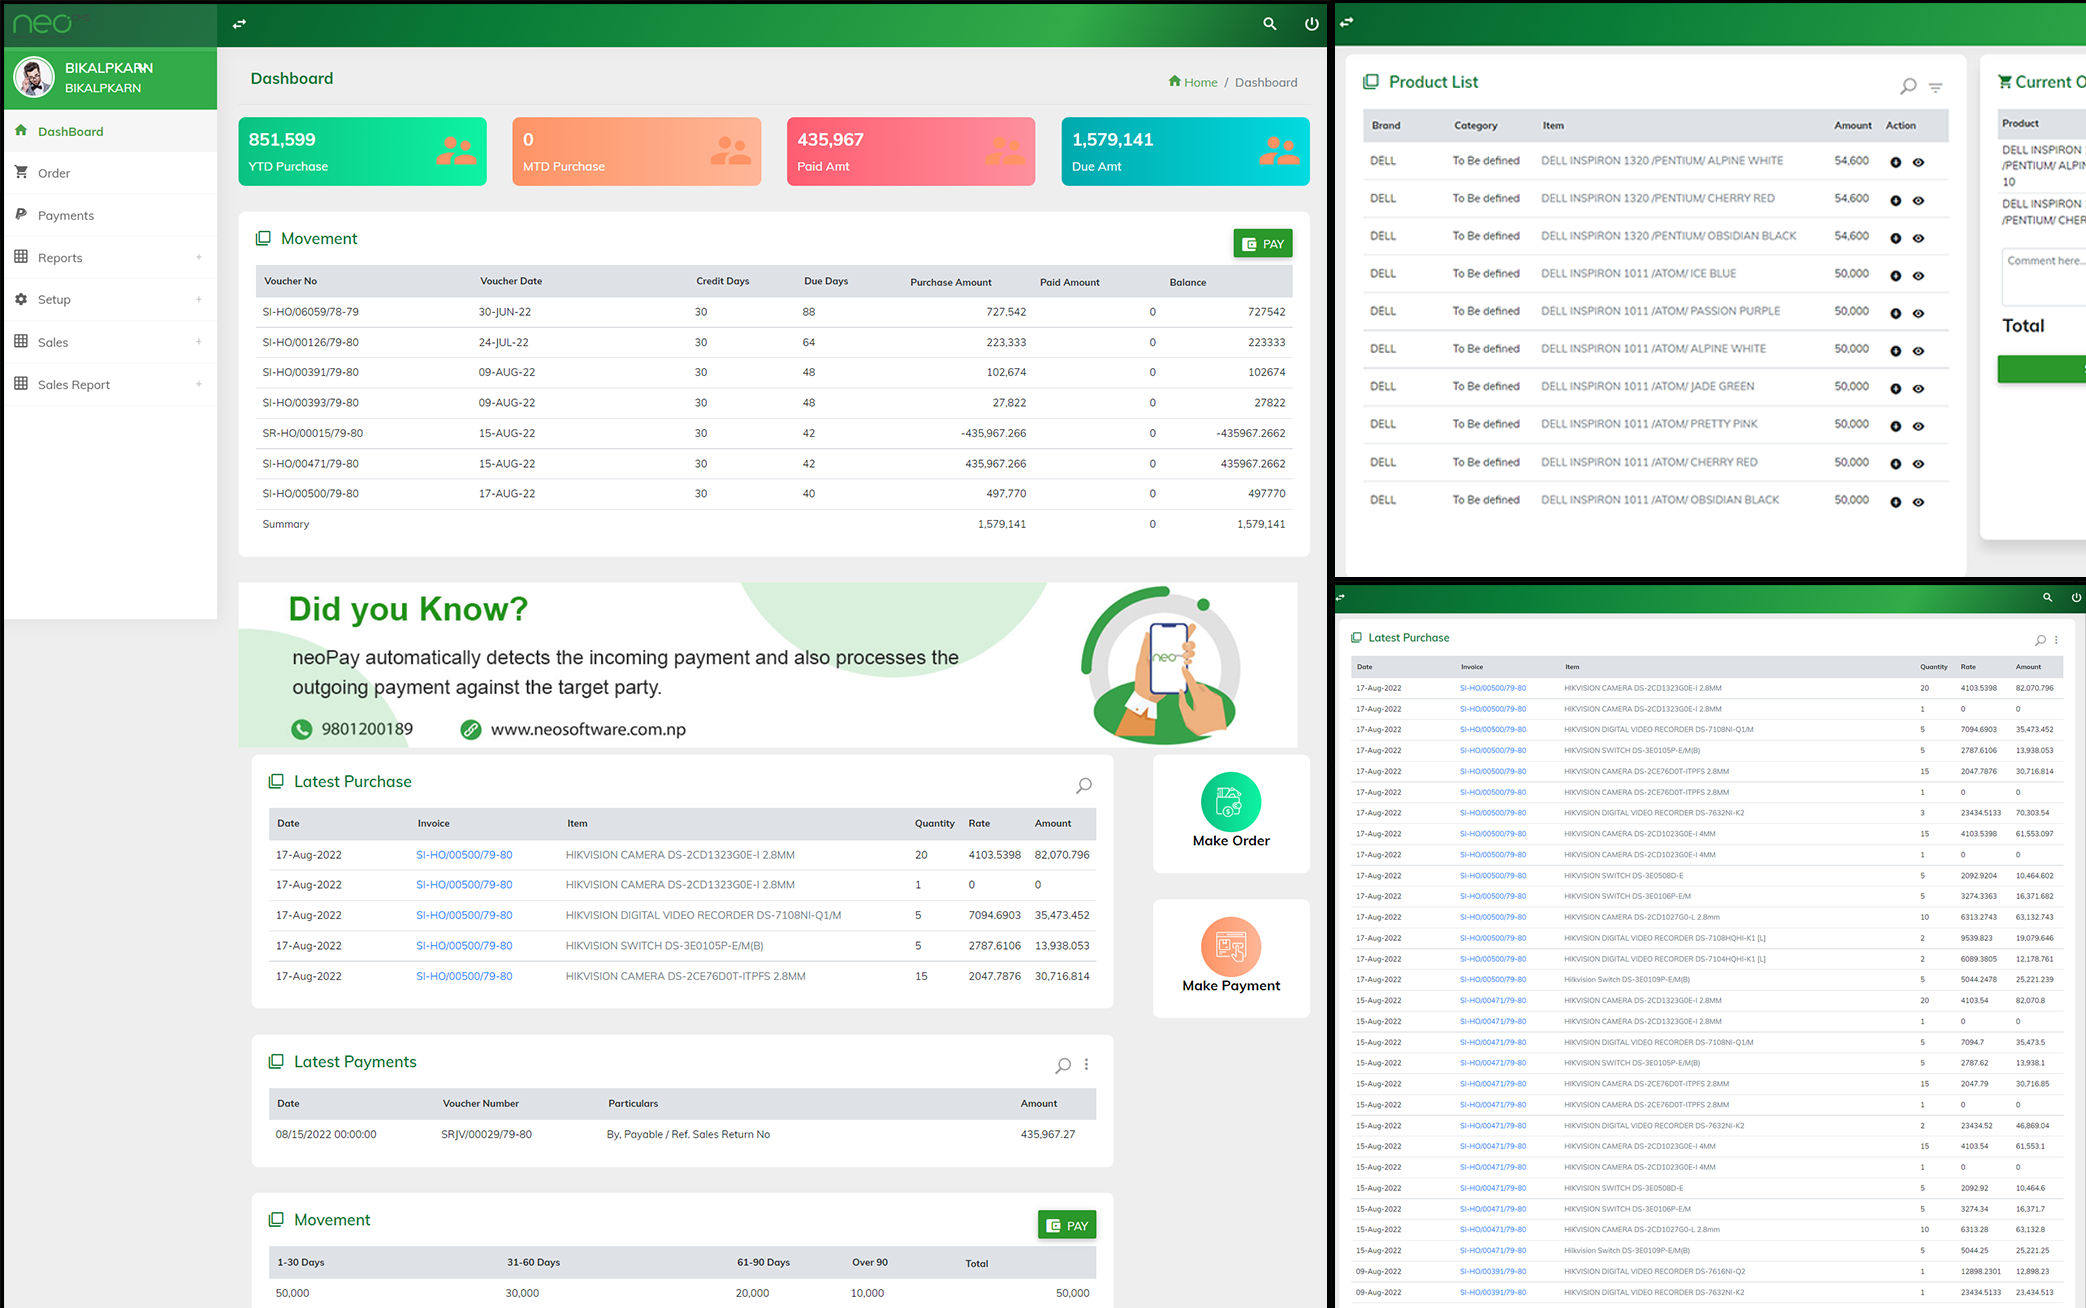 neo
BIKALPKARN
BIKALPKARN
DashBoard
Order
Payments
Reports +
Setup +
Sales +
Sales Report +
Dashboard
Home / Dashboard
851,599
YTD Purchase
0
MTD Purchase
435,967
Paid Amt
1,579,141
Due Amt
Movement
PAY
Voucher No Voucher Date Credit Days Due Days Purchase Amount Paid Amount Balance
SI-HO/06059/78-79 30-JUN-22 30 88 727,542 0 727542
SI-HO/00126/79-80 24-JUL-22 30 64 223,333 0 223333
SI-HO/00391/79-80 09-AUG-22 30 48 102,674 0 102674
SI-HO/00393/79-80 09-AUG-22 30 48 27,822 0 27822
SR-HO/00015/79-80 15-AUG-22 30 42 -435,967.266 0 -435967.2662
SI-HO/00471/79-80 15-AUG-22 30 42 435,967.266 0 435967.2662
SI-HO/00500/79-80 17-AUG-22 30 40 497,770 0 497770
Summary 1,579,141 0 1,579,141
Did you Know?
neoPay automatically detects the incoming payment and also processes the
outgoing payment against the target party.
9801200189 www.neosoftware.com.np
neo
Latest Purchase
Date Invoice Item Quantity Rate Amount
17-Aug-2022 SI-HO/00500/79-80 HIKVISION CAMERA DS-2CD1323G0E-I 2.8MM 20 4103.5398 82,070.796
17-Aug-2022 SI-HO/00500/79-80 HIKVISION CAMERA DS-2CD1323G0E-I 2.8MM 1 0 0
17-Aug-2022 SI-HO/00500/79-80 HIKVISION DIGITAL VIDEO RECORDER DS-7108NI-Q1/M 5 7094.6903 35,473.452
17-Aug-2022 SI-HO/00500/79-80 HIKVISION SWITCH DS-3E0105P-E/M(B) 5 2787.6106 13,938.053
17-Aug-2022 SI-HO/00500/79-80 HIKVISION CAMERA DS-2CE76D0T-ITPFS 2.8MM 15 2047.7876 30,716.814
Make Order
Make Payment
Latest Payments
Date Voucher Number Particulars Amount
08/15/2022 00:00:00 SRJV/00029/79-80 By, Payable / Ref. Sales Return No 435,967.27
Movement
PAY
1-30 Days 31-60 Days 61-90 Days Over 90 Total
50,000 30,000 20,000 10,000 50,000
Product List
Brand Category Item Amount Action
DELL To Be defined DELL INSPIRON 1320 /PENTIUM/ ALPINE WHITE 54,600
DELL To Be defined DELL INSPIRON 1320 /PENTIUM/ CHERRY RED 54,600
DELL To Be defined DELL INSPIRON 1320 /PENTIUM/ OBSIDIAN BLACK 54,600
DELL To Be defined DELL INSPIRON 1011 /ATOM/ ICE BLUE 50,000
DELL To Be defined DELL INSPIRON 1011 /ATOM/ PASSION PURPLE 50,000
DELL To Be defined DELL INSPIRON 1011 /ATOM/ ALPINE WHITE 50,000
DELL To Be defined DELL INSPIRON 1011 /ATOM/ JADE GREEN 50,000
DELL To Be defined DELL INSPIRON 1011 /ATOM/ PRETTY PINK 50,000
DELL To Be defined DELL INSPIRON 1011 /ATOM/ CHERRY RED 50,000
DELL To Be defined DELL INSPIRON 1011 /ATOM/ OBSIDIAN BLACK 50,000
Current O
Product
DELL INSPIRON
/PENTIUM/ ALPIN
10
DELL INSPIRON
/PENTIUM/ CHER
Comment here...
Total
Latest Purchase
Date Invoice Item Quantity Rate Amount
17-Aug-2022 SI-HO/00500/79-80 HIKVISION CAMERA DS-2CD1323G0E-I 2.8MM 20 4103.5398 82,070.796
17-Aug-2022 SI-HO/00500/79-80 HIKVISION CAMERA DS-2CD1323G0E-I 2.8MM 1 0 0
17-Aug-2022 SI-HO/00500/79-80 HIKVISION DIGITAL VIDEO RECORDER DS-7108NI-Q1/M 5 7094.6903 35,473.452
17-Aug-2022 SI-HO/00500/79-80 HIKVISION SWITCH DS-3E0105P-E/M(B) 5 2787.6106 13,938.053
17-Aug-2022 SI-HO/00500/79-80 HIKVISION CAMERA DS-2CE76D0T-ITPFS 2.8MM 15 2047.7876 30,716.814
17-Aug-2022 SI-HO/00500/79-80 HIKVISION CAMERA DS-2CE76D0T-ITPFS 2.8MM 1 0 0
17-Aug-2022 SI-HO/00500/79-80 HIKVISION DIGITAL VIDEO RECORDER DS-7632NI-K2 3 23434.5133 70,303.54
17-Aug-2022 SI-HO/00500/79-80 HIKVISION CAMERA DS-2CD1023G0E-I 4MM 15 4103.5398 61,553.097
17-Aug-2022 SI-HO/00500/79-80 HIKVISION CAMERA DS-2CD1023G0E-I 4MM 1 0 0
17-Aug-2022 SI-HO/00500/79-80 HIKVISION SWITCH DS-3E0508D-E 5 2092.9204 10,464.602
17-Aug-2022 SI-HO/00500/79-80 HIKVISION SWITCH DS-3E0106P-E/M 5 3274.3363 16,371.682
17-Aug-2022 SI-HO/00500/79-80 HIKVISION CAMERA DS-2CD1027G0-L 2.8mm 10 6313.2743 63,132.743
17-Aug-2022 SI-HO/00500/79-80 HIKVISION DIGITAL VIDEO RECORDER DS-7108HQHI-K1 [L] 2 9539.823 19,079.646
17-Aug-2022 SI-HO/00500/79-80 HIKVISION DIGITAL VIDEO RECORDER DS-7104HQHI-K1 [L] 2 6089.3805 12,178.761
17-Aug-2022 SI-HO/00500/79-80 Hiikvision Switch DS-3E0109P-E/M(B) 5 5044.2478 25,221.239
15-Aug-2022 SI-HO/00471/79-80 HIKVISION CAMERA DS-2CD1323G0E-I 2.8MM 20 4103.54 82,070.8
15-Aug-2022 SI-HO/00471/79-80 HIKVISION CAMERA DS-2CD1323G0E-I 2.8MM 1 0 0
15-Aug-2022 SI-HO/00471/79-80 HIKVISION DIGITAL VIDEO RECORDER DS-7108NI-Q1/M 5 7094.7 35,473.5
15-Aug-2022 SI-HO/00471/79-80 HIKVISION SWITCH DS-3E0105P-E/M(B) 5 2787.62 13,938.1
15-Aug-2022 SI-HO/00471/79-80 HIKVISION CAMERA DS-2CE76D0T-ITPFS 2.8MM 15 2047.79 30,716.85
15-Aug-2022 SI-HO/00471/79-80 HIKVISION CAMERA DS-2CE76D0T-ITPFS 2.8MM 1 0 0
15-Aug-2022 SI-HO/00471/79-80 HIKVISION DIGITAL VIDEO RECORDER DS-7632NI-K2 2 23434.52 46,869.04
15-Aug-2022 SI-HO/00471/79-80 HIKVISION CAMERA DS-2CD1023G0E-I 4MM 15 4103.54 61,553.1
15-Aug-2022 SI-HO/00471/79-80 HIKVISION CAMERA DS-2CD1023G0E-I 4MM 1 0 0
15-Aug-2022 SI-HO/00471/79-80 HIKVISION SWITCH DS-3E0508D-E 5 2092.92 10,464.6
15-Aug-2022 SI-HO/00471/79-80 HIKVISION SWITCH DS-3E0106P-E/M 5 3274.34 16,371.7
15-Aug-2022 SI-HO/00471/79-80 HIKVISION CAMERA DS-2CD1027G0-L 2.8mm 10 6313.28 63,132.8
15-Aug-2022 SI-HO/00471/79-80 Hiikvision Switch DS-3E0109P-E/M(B) 5 5044.25 25,221.25
09-Aug-2022 SI-HO/00391/79-80 HIKVISION DIGITAL VIDEO RECORDER DS-7616NI-Q2 1 12898.2301 12,898.23
09-Aug-2022 SI-HO/00391/79-80 HIKVISION DIGITAL VIDEO RECORDER DS-7632NI-K2 1 23434.5133 23,434.513